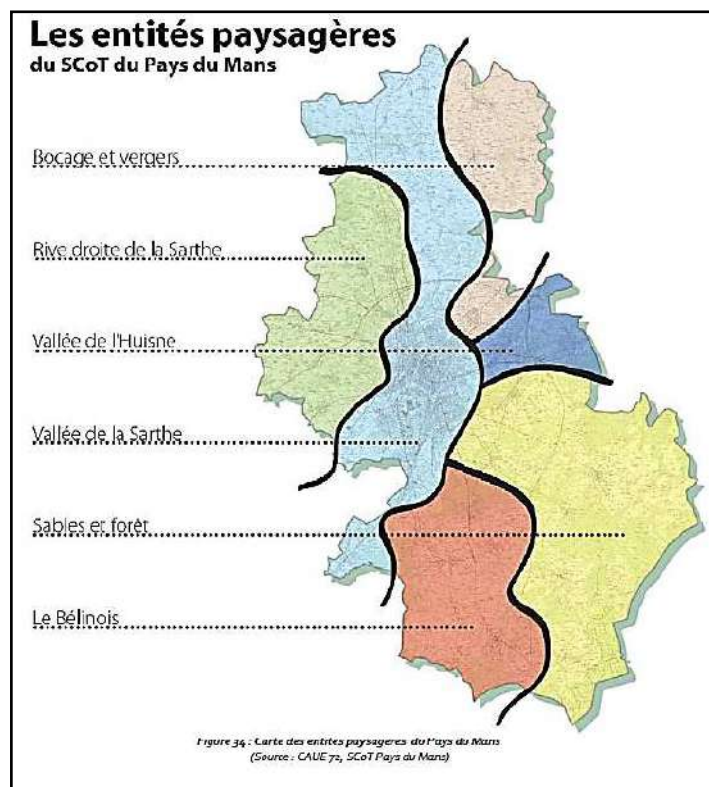 Les entités paysagères
du SCoT du Pays du Mans
Bocage et vergers
Rive droite de la Sarthe
Vallée de l'Huisne
Vallée de la Sarthe
Sables et forêt
Le Bélinois
Figure 34 : Carte des entités paysagères du Pays du Mans
(Source : CAUE 72, SCoT Pays du Mans)